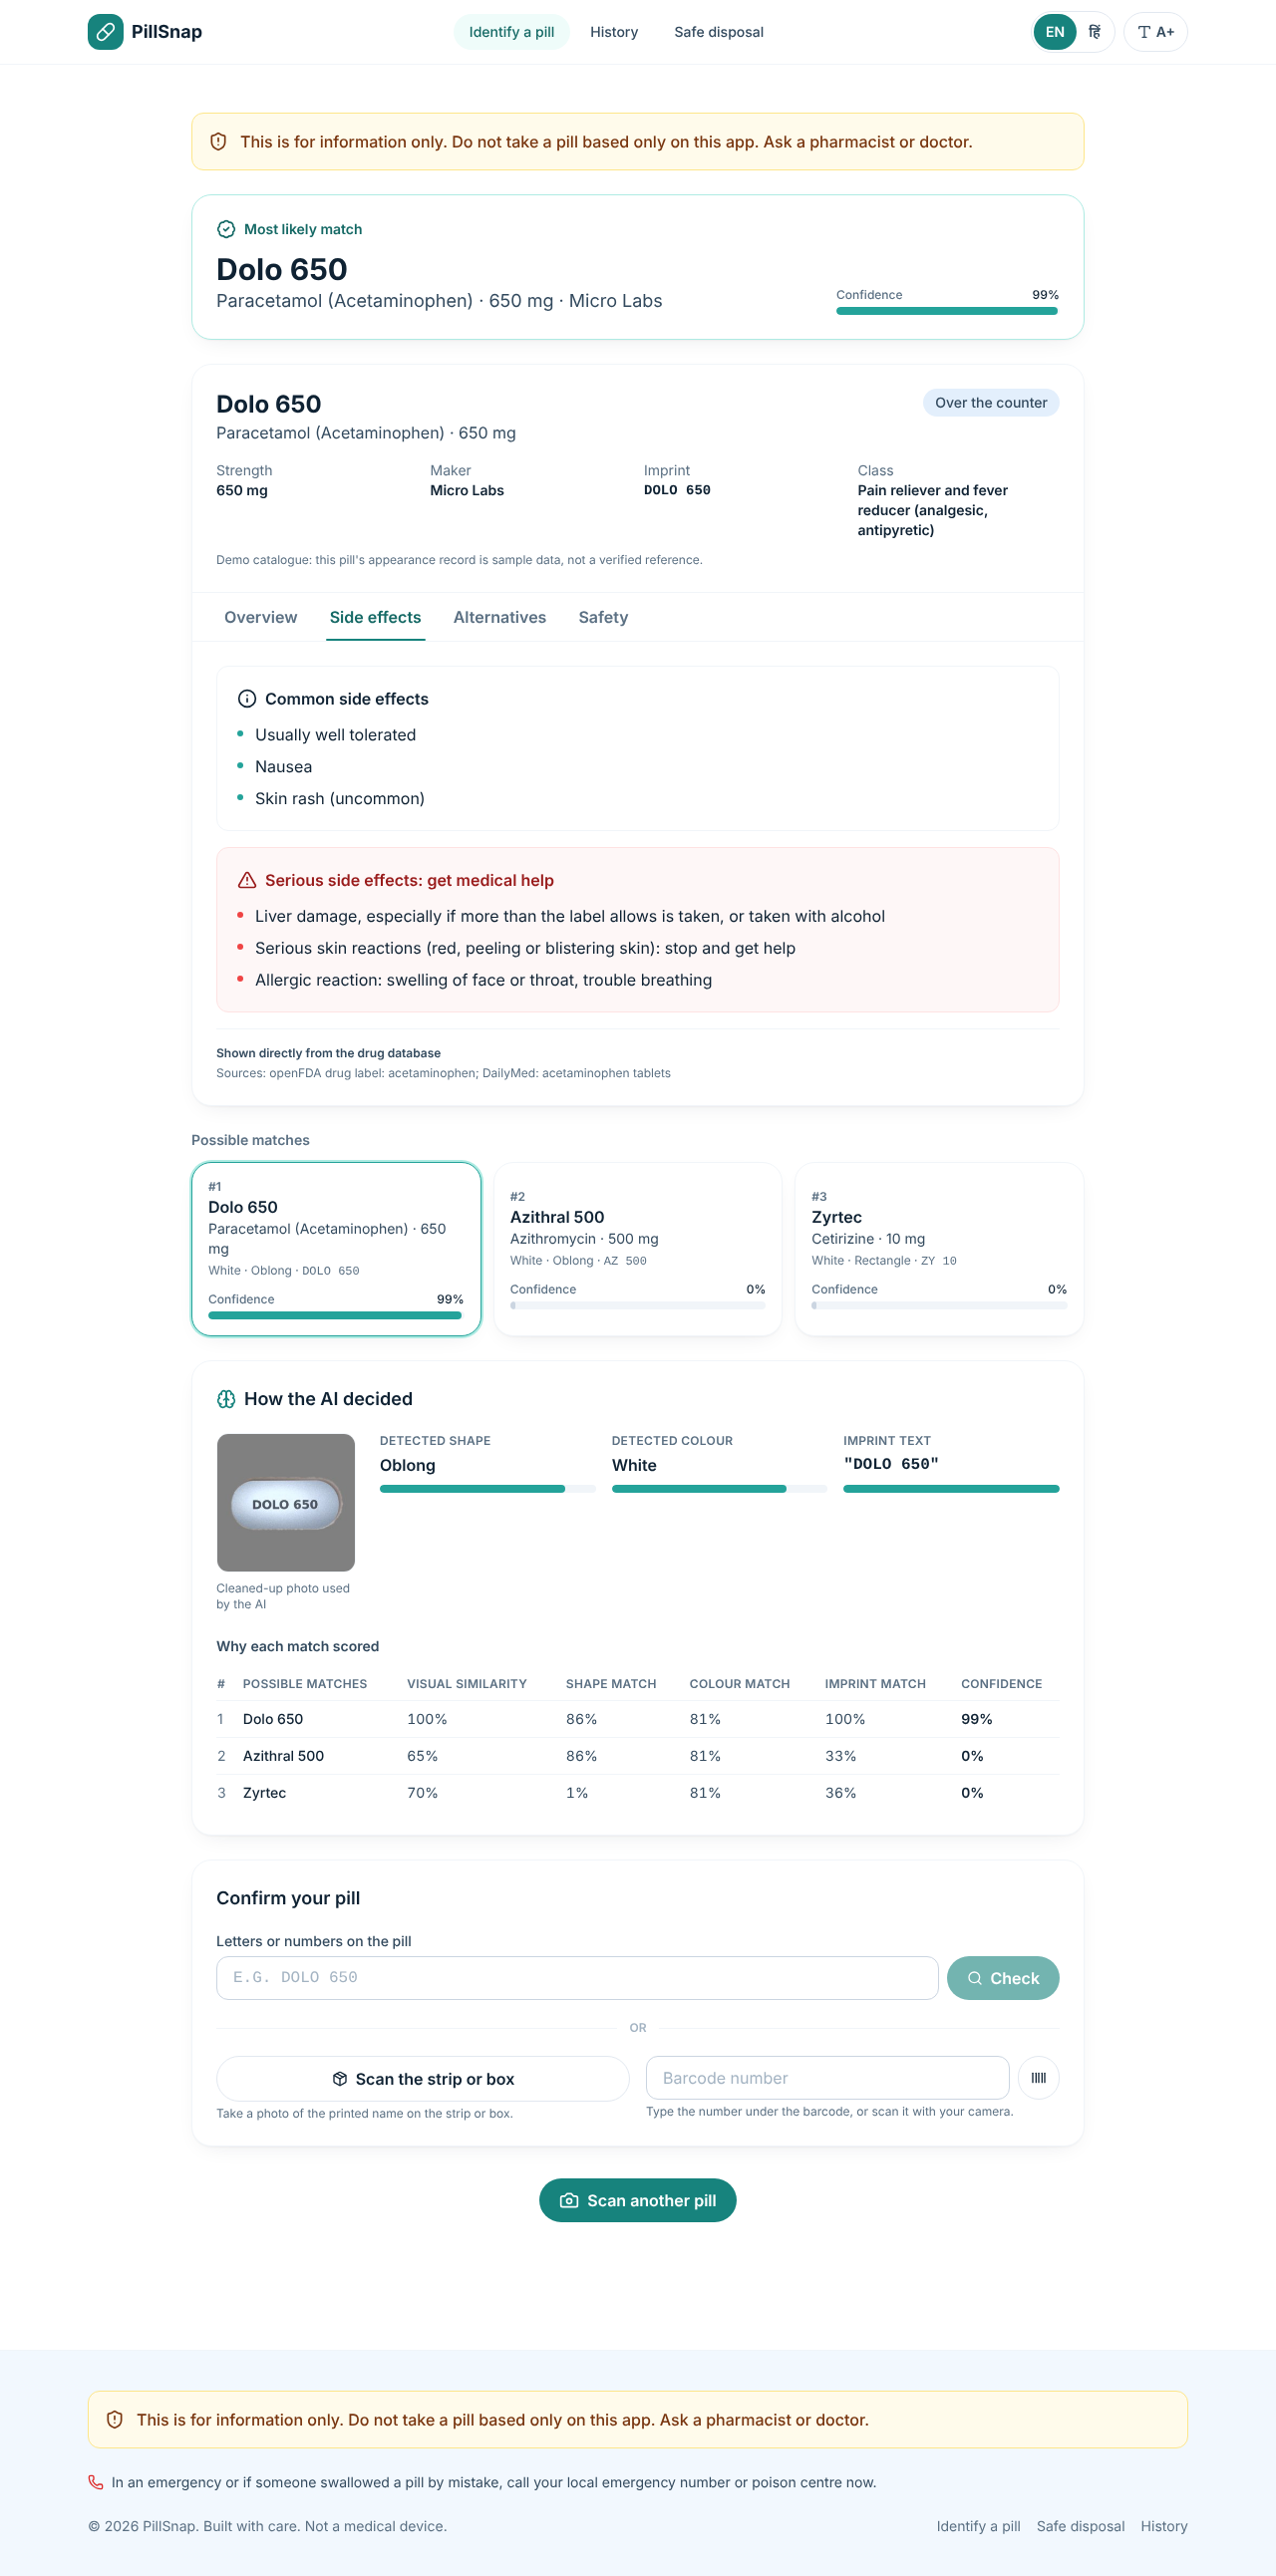 PillSnap
Identify a pill
History
Safe disposal
EN
हिं
A+
This is for information only. Do not take a pill based only on this app. Ask a pharmacist or doctor.
Most likely match
Dolo 650
Paracetamol (Acetaminophen) · 650 mg · Micro Labs
Confidence 99%
Dolo 650
Over the counter
Paracetamol (Acetaminophen) · 650 mg
Strength
650 mg
Maker
Micro Labs
Imprint
DOLO 650
Class
Pain reliever and fever
reducer (analgesic,
antipyretic)
Demo catalogue: this pill's appearance record is sample data, not a verified reference.
Overview
Side effects
Alternatives
Safety
Common side effects
Usually well tolerated
Nausea
Skin rash (uncommon)
Serious side effects: get medical help
Liver damage, especially if more than the label allows is taken, or taken with alcohol
Serious skin reactions (red, peeling or blistering skin): stop and get help
Allergic reaction: swelling of face or throat, trouble breathing
Shown directly from the drug database
Sources: openFDA drug label: acetaminophen; DailyMed: acetaminophen tablets
Possible matches
#1
Dolo 650
Paracetamol (Acetaminophen) · 650
mg
White · Oblong · DOLO 650
Confidence 99%
#2
Azithral 500
Azithromycin · 500 mg
White · Oblong · AZ 500
Confidence 0%
#3
Zyrtec
Cetirizine · 10 mg
White · Rectangle · ZY 10
Confidence 0%
How the AI decided
DOLO 650
Cleaned-up photo used
by the AI
DETECTED SHAPE
Oblong
DETECTED COLOUR
White
IMPRINT TEXT
"DOLO 650"
Why each match scored
# POSSIBLE MATCHES VISUAL SIMILARITY SHAPE MATCH COLOUR MATCH IMPRINT MATCH CONFIDENCE
1 Dolo 650 100% 86% 81% 100% 99%
2 Azithral 500 65% 86% 81% 33% 0%
3 Zyrtec 70% 1% 81% 36% 0%
Confirm your pill
Letters or numbers on the pill
E.G. DOLO 650
Check
OR
Scan the strip or box
Take a photo of the printed name on the strip or box.
Barcode number
Type the number under the barcode, or scan it with your camera.
Scan another pill
This is for information only. Do not take a pill based only on this app. Ask a pharmacist or doctor.
In an emergency or if someone swallowed a pill by mistake, call your local emergency number or poison centre now.
© 2026 PillSnap. Built with care. Not a medical device.
Identify a pill
Safe disposal
History